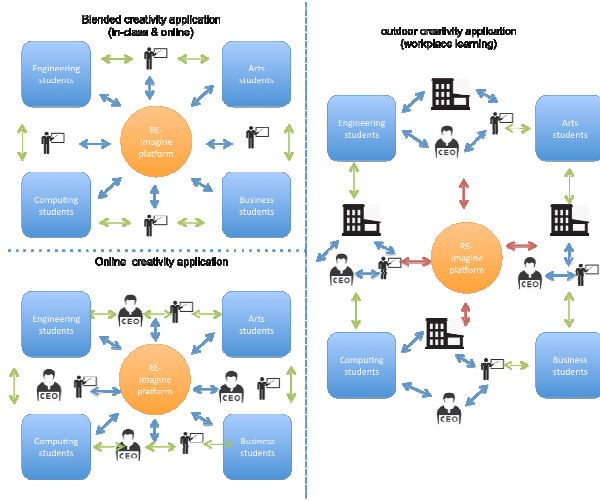 Blended creativity application
(in-class & online)
Engineering
students
Arts
students
RE-
Imagine
platform
Computing
students
Business
students
Online creativity application
Engineering
students
CEO
Arts
students
CEO
RE-
Imagine
platform
CEO
Computing
students
CEO
Business
students
outdoor creativity application
(workplace learning)
Engineering
students
CEO
Arts
students
RE-
Imagine
platform
CEO
CEO
Computing
students
Business
students
CEO